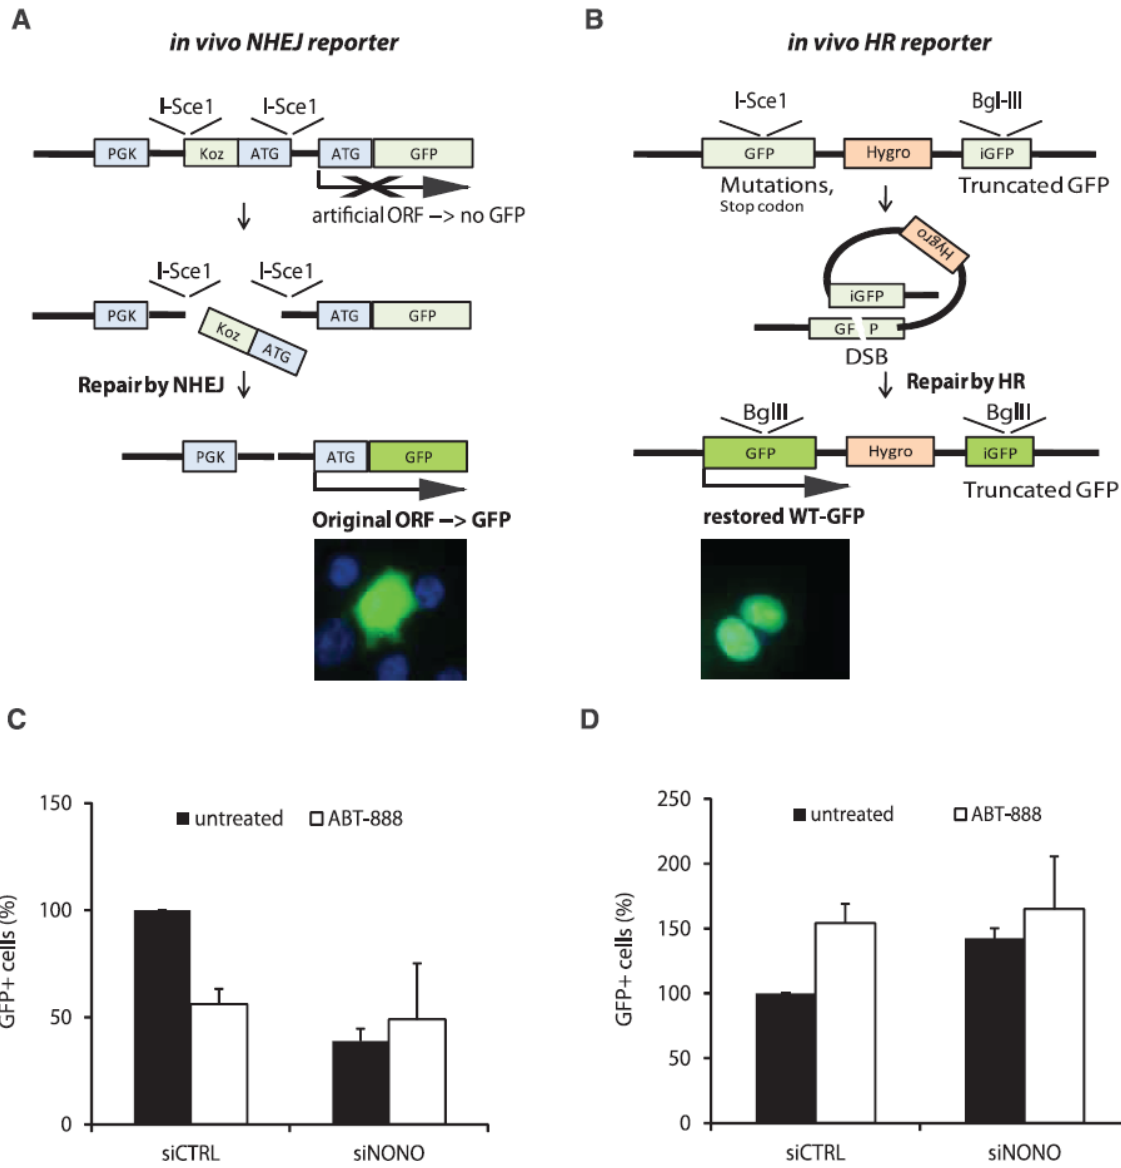 A
in vivo NHEJ reporter
I-Sce1 I-Sce1
PGK Koz ATG ATG GFP
artificial ORF —> no GFP
I-Sce1 I-Sce1
PGK ATG GFP
Koz ATG
Repair by NHEJ
PGK ATG GFP
Original ORF —> GFP
B
in vivo HR reporter
I-Sce1 BgI-III
GFP Hygro iGFP
Mutations, Truncated GFP
Stop codon
Hygro
iGFP
GF P
DSB
Repair by HR
BglII BglII
GFP Hygro iGFP
Truncated GFP
restored WT-GFP
C
GFP+ cells (%)
150
100
50
0
untreated ABT-888
siCTRL siNONO
D
GFP+ cells (%)
250
200
150
100
50
0
untreated ABT-888
siCTRL siNONO